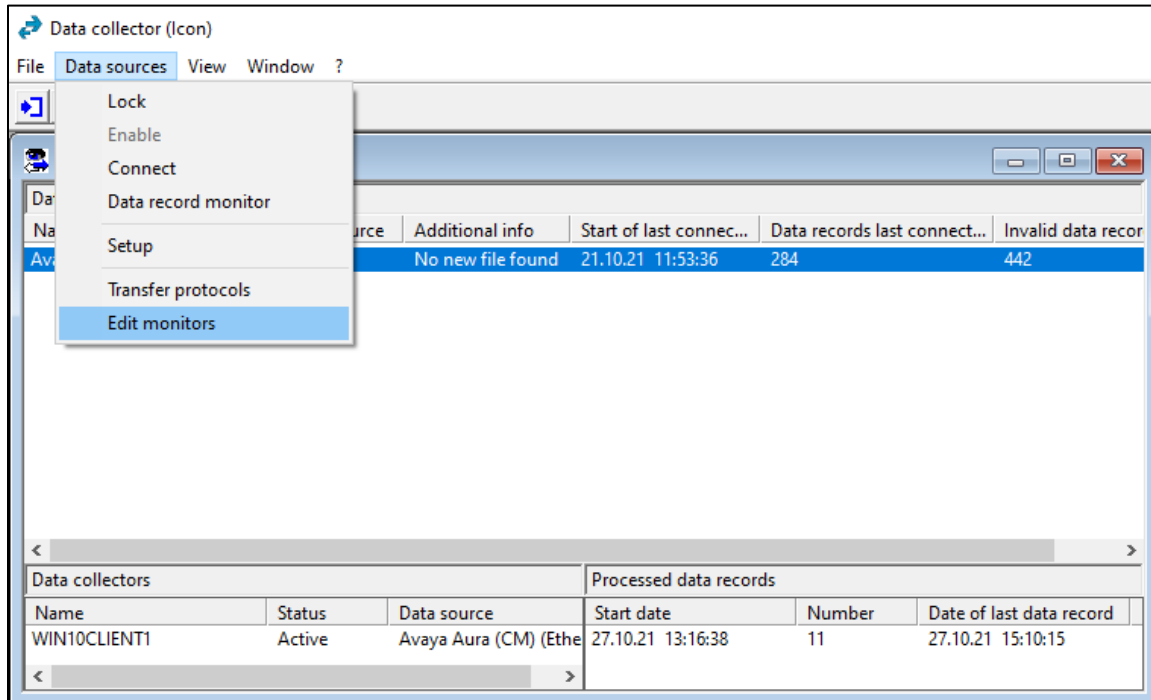 Data collector (Icon)
File Data sources View Window ?
Lock
Enable
Connect
Data record monitor
Setup
Transfer protocols
Edit monitors
Da
Na urce Additional info Start of last connec... Data records last connect... Invalid data recor
Ava No new file found 21.10.21 11:53:36 284 442
Data collectors Processed data records
Name Status Data source Start date Number Date of last data record
WIN10CLIENT1 Active Avaya Aura (CM) (Ethe 27.10.21 13:16:38 11 27.10.21 15:10:15